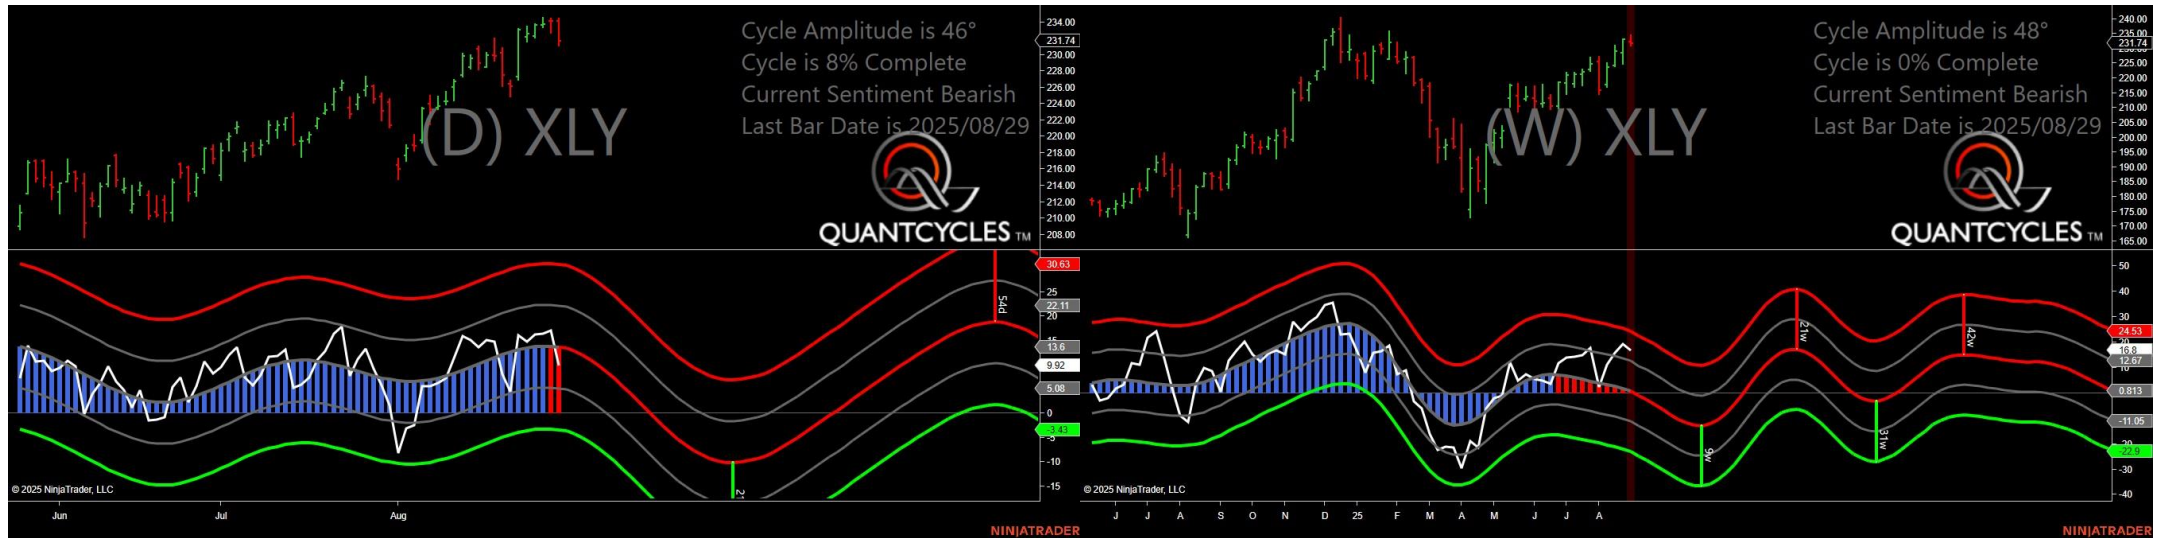 Cycle Amplitude is 46°
Cycle is 8% Complete
Current Sentiment Bearish
Last Bar Date is 2025/08/29
(D) XLY
QUANTCYCLES TM
234.00
231.74
230.00
228.00
226.00
224.00
222.00
220.00
218.00
216.00
214.00
212.00
210.00
208.00
30.63
25
22.11
20
13.6
9.92
5.08
0
-3.43
-5
-10
-15
54d
© 2025 NinjaTrader, LLC
Jun
Jul
Aug
NINJATRADER
Cycle Amplitude is 48°
Cycle is 0% Complete
Current Sentiment Bearish
Last Bar Date is 2025/08/29
(W) XLY
QUANTCYCLES TM
240.00
235.00
231.74
225.00
220.00
215.00
210.00
205.00
200.00
195.00
190.00
185.00
180.00
175.00
170.00
165.00
50
40
30
24.53
16.8
12.67
10
0.813
-11.05
-22.9
-30
-40
21w
42w
9w
31w
© 2025 NinjaTrader, LLC
J
J
A
S
O
N
D
25
F
M
A
M
J
J
A
NINJATRADER